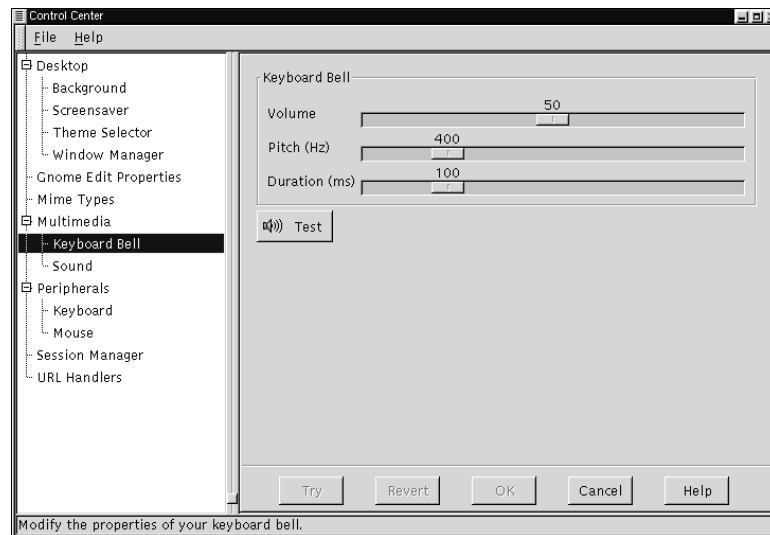 Control Center
File Help
Desktop
Background
Screensaver
Theme Selector
Window Manager
Gnome Edit Properties
Mime Types
Multimedia
Keyboard Bell
Sound
Peripherals
Keyboard
Mouse
Session Manager
URL Handlers
Keyboard Bell
Volume 50
Pitch (Hz) 400
Duration (ms) 100
Test
Try Revert OK Cancel Help
Modify the properties of your keyboard bell.